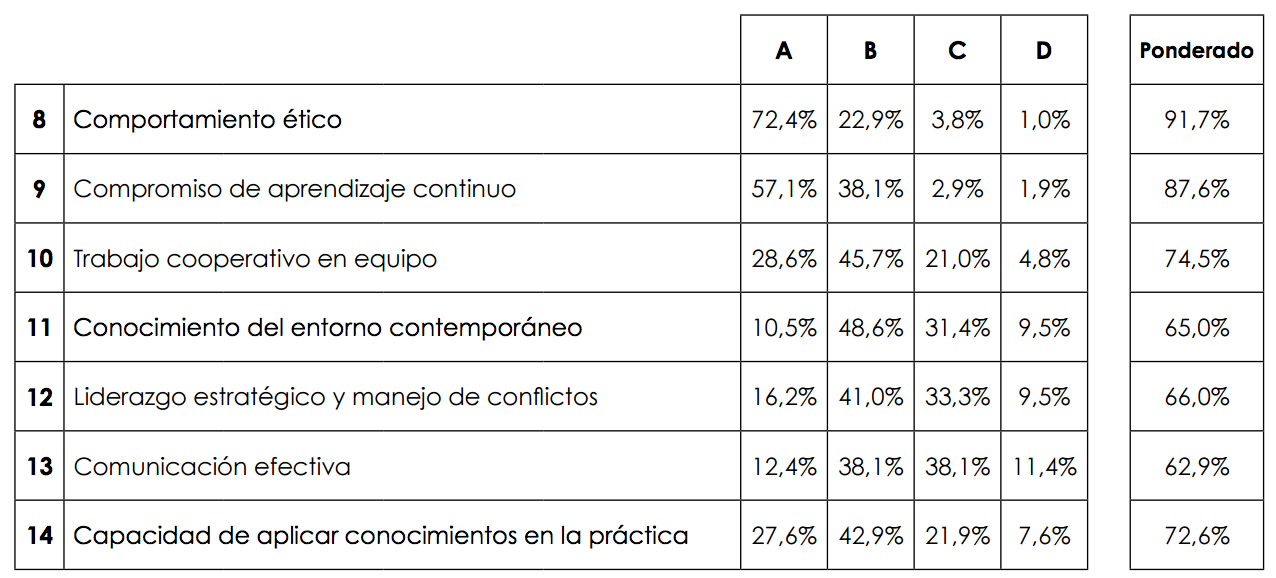 A B C D Ponderado
8 Comportamiento ético 72,4% 22,9% 3,8% 1,0% 91,7%
9 Compromiso de aprendizaje continuo 57,1% 38,1% 2,9% 1,9% 87,6%
10 Trabajo cooperativo en equipo 28,6% 45,7% 21,0% 4,8% 74,5%
11 Conocimiento del entorno contemporáneo 10,5% 48,6% 31,4% 9,5% 65,0%
12 Liderazgo estratégico y manejo de conflictos 16,2% 41,0% 33,3% 9,5% 66,0%
13 Comunicación efectiva 12,4% 38,1% 38,1% 11,4% 62,9%
14 Capacidad de aplicar conocimientos en la práctica 27,6% 42,9% 21,9% 7,6% 72,6%